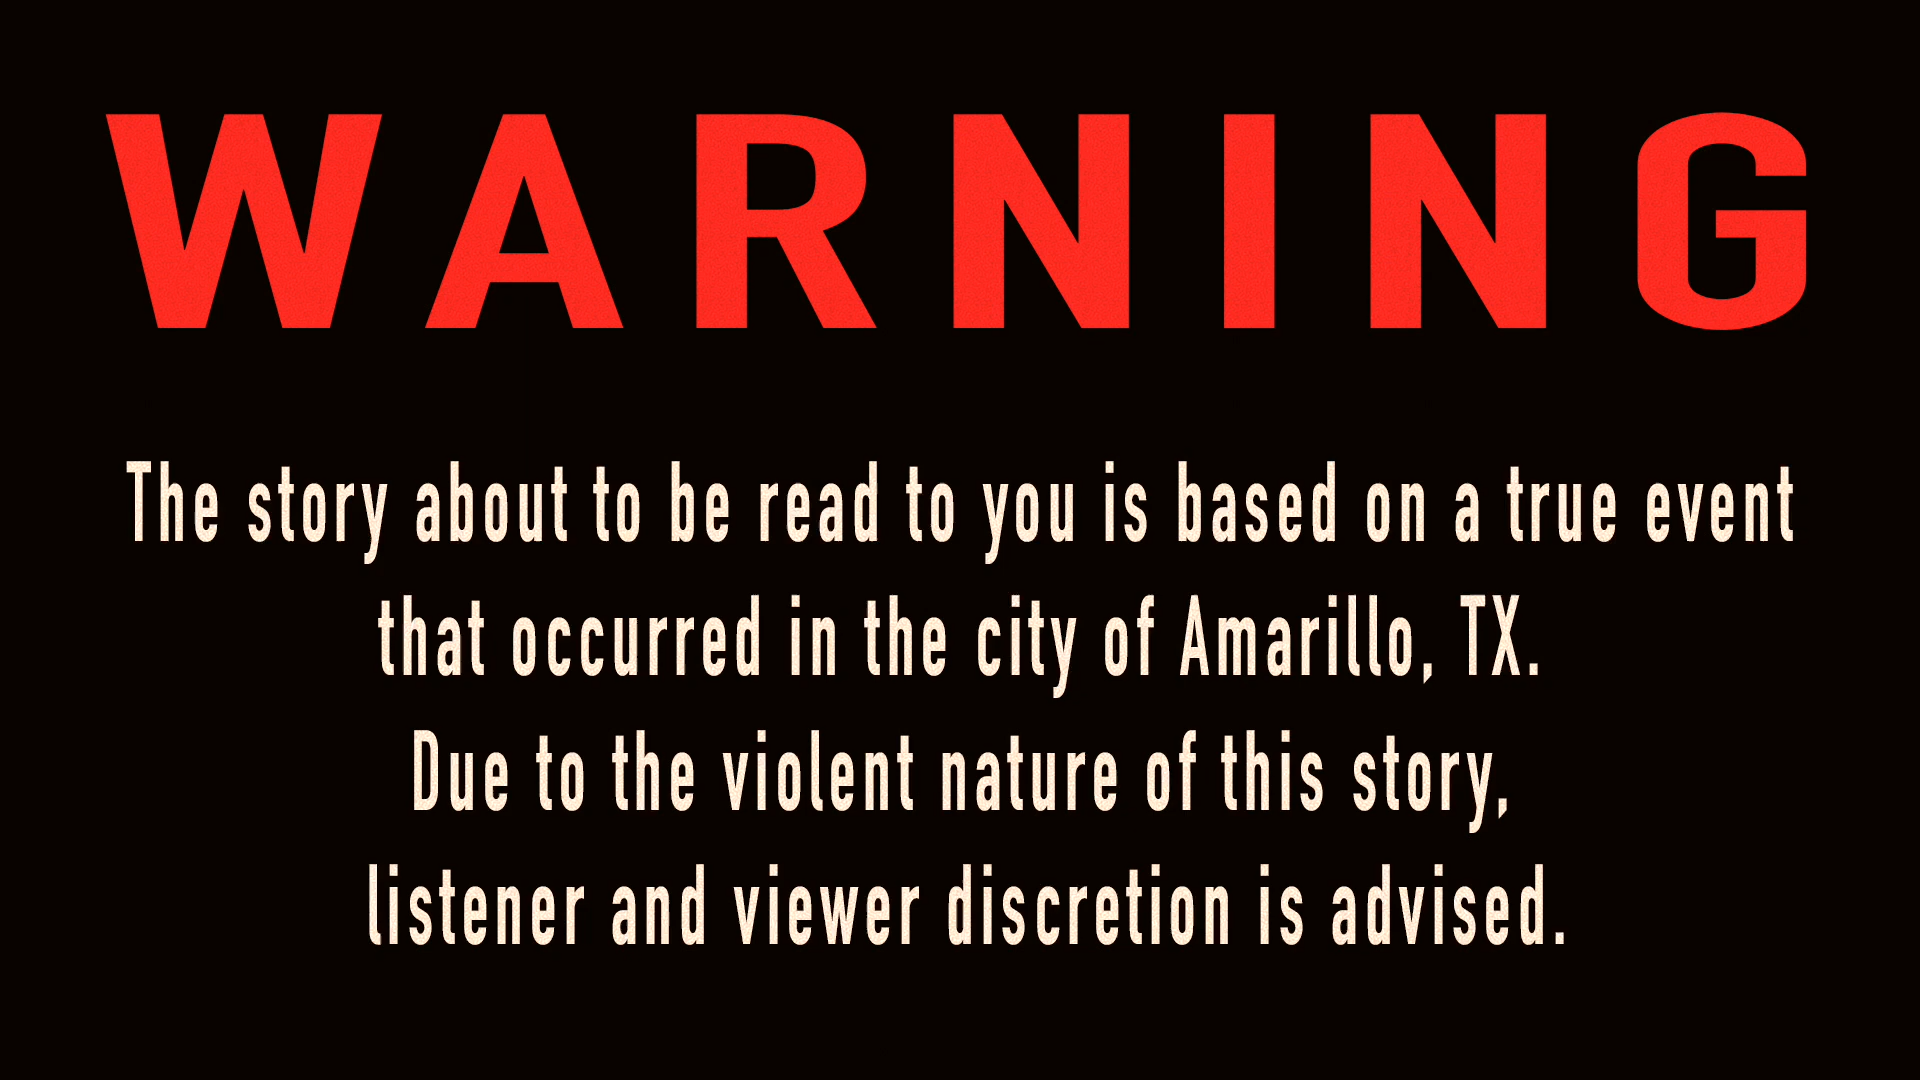 WARNING
The story about to be read to you is based on a true event
that occurred in the city of Amarillo, TX.
Due to the violent nature of this story,
listener and viewer discretion is advised.